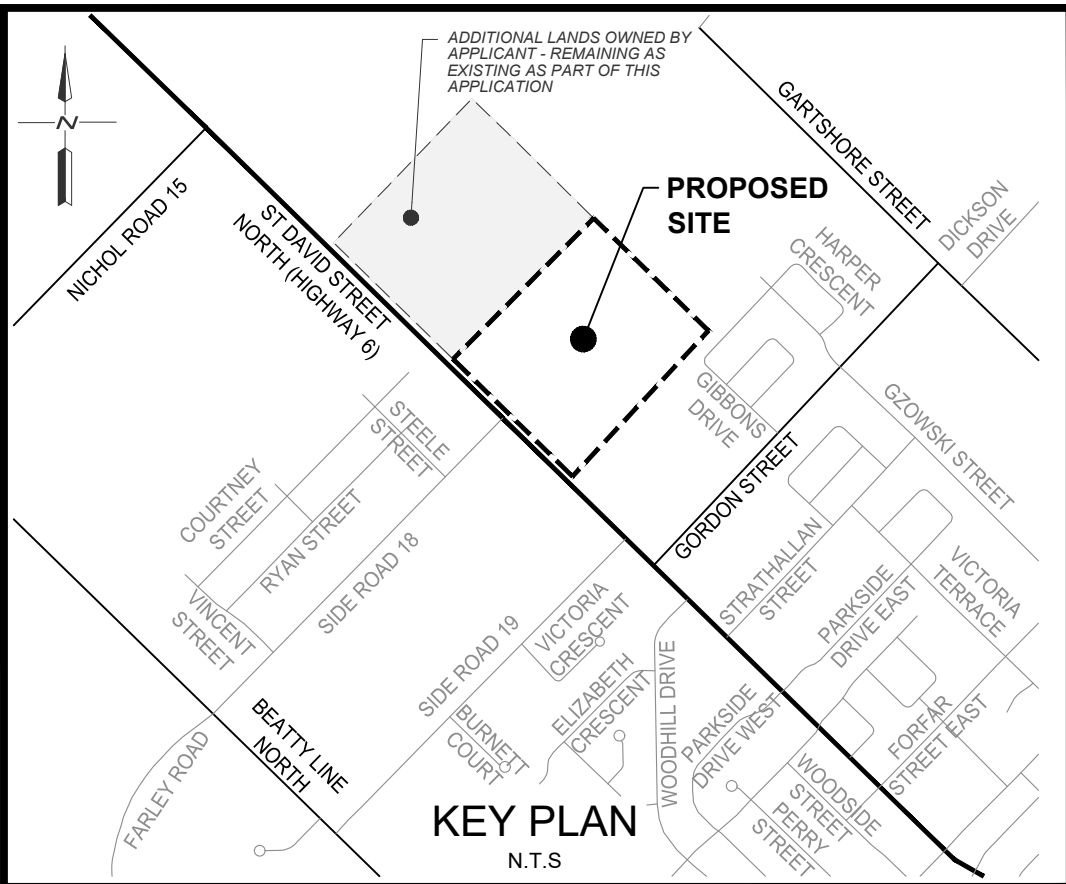 ADDITIONAL LANDS OWNED BY
APPLICANT - REMAINING AS
EXISTING AS PART OF THIS
APPLICATION
N
GARTSHORE STREET
DICKSON
DRIVE
PROPOSED
SITE
NICHOL ROAD 15
ST DAVID STREET
NORTH (HIGHWAY 6)
HARPER
CRESCENT
GIBBONS
DRIVE
GZOWSKI STREET
STEELE
STREET
COURTNEY
STREET
RYAN STREET
GORDON STREET
SIDE ROAD 18
STRATHALLAN
STREET
VICTORIA
TERRACE
PARKSIDE
DRIVE EAST
VINCENT
STREET
SIDE ROAD 19
VICTORIA
CRESCENT
ELIZABETH
CRESCENT
WOODHILL DRIVE
BURNETT
COURT
PARKSIDE
DRIVE WEST
FORFAR
STREET EAST
BEATTY LINE
NORTH
FARLEY ROAD
WOODSIDE
STREET
PERRY
STREET
KEY PLAN
N.T.S